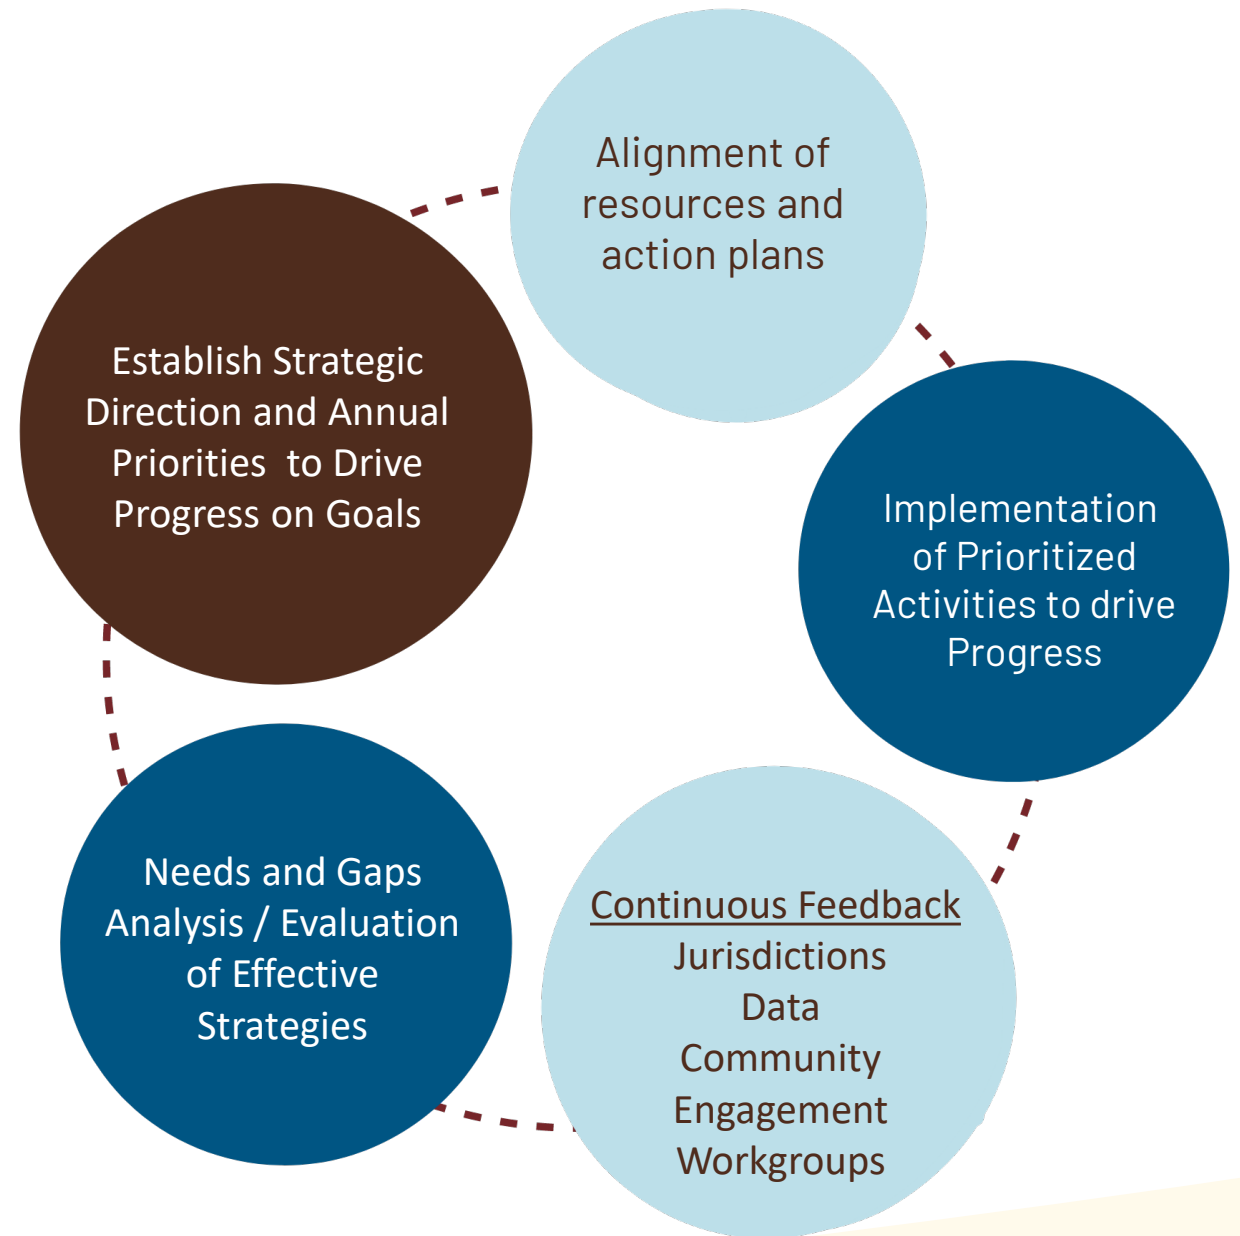 Alignment of
resources and
action plans
Establish Strategic
Direction and Annual
Priorities  to Drive
Progress on Goals
Implementation
of Prioritized
Activities to drive
Progress
Needs and Gaps
Analysis / Evaluation
of Effective
Strategies
Continuous Feedback
Jurisdictions
Data
Community
Engagement
Workgroups